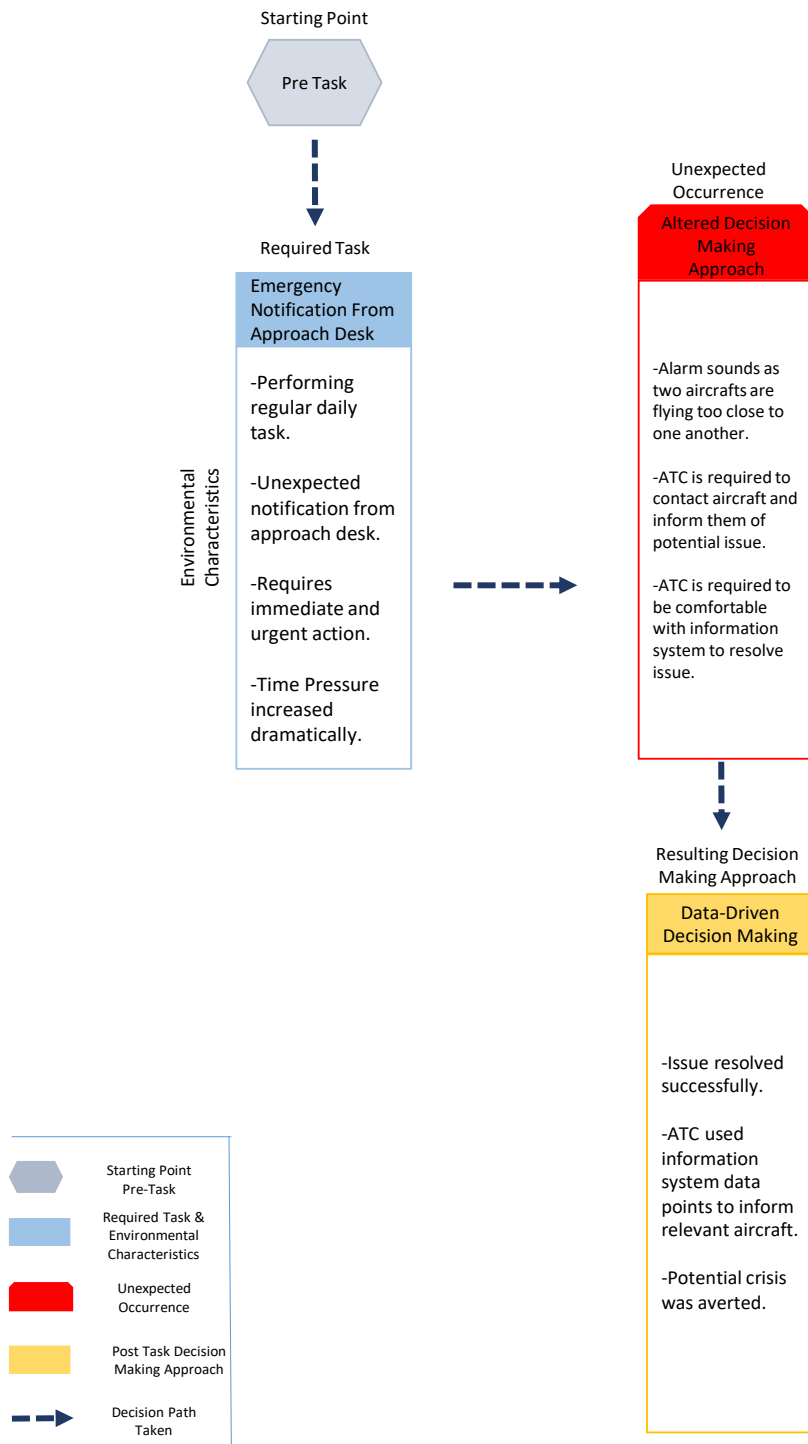 Starting Point
Pre Task
Required Task
Emergency
Notification From
Approach Desk
Environmental
Characteristics
-Performing
regular daily
task.
-Unexpected
notification from
approach desk.
-Requires
immediate and
urgent action.
-Time Pressure
increased
dramatically.
Unexpected
Occurrence
Altered Decision
Making
Approach
-Alarm sounds as
two aircrafts are
flying too close to
one another.
-ATC is required to
contact aircraft and
inform them of
potential issue.
-ATC is required to
be comfortable
with information
system to resolve
issue.
Resulting Decision
Making Approach
Data-Driven
Decision Making
-Issue resolved
successfully.
-ATC used
information
system data
points to inform
relevant aircraft.
-Potential crisis
was averted.
Starting Point
Pre-Task
Required Task &
Environmental
Characteristics
Unexpected
Occurrence
Post Task Decision
Making Approach
Decision Path
Taken